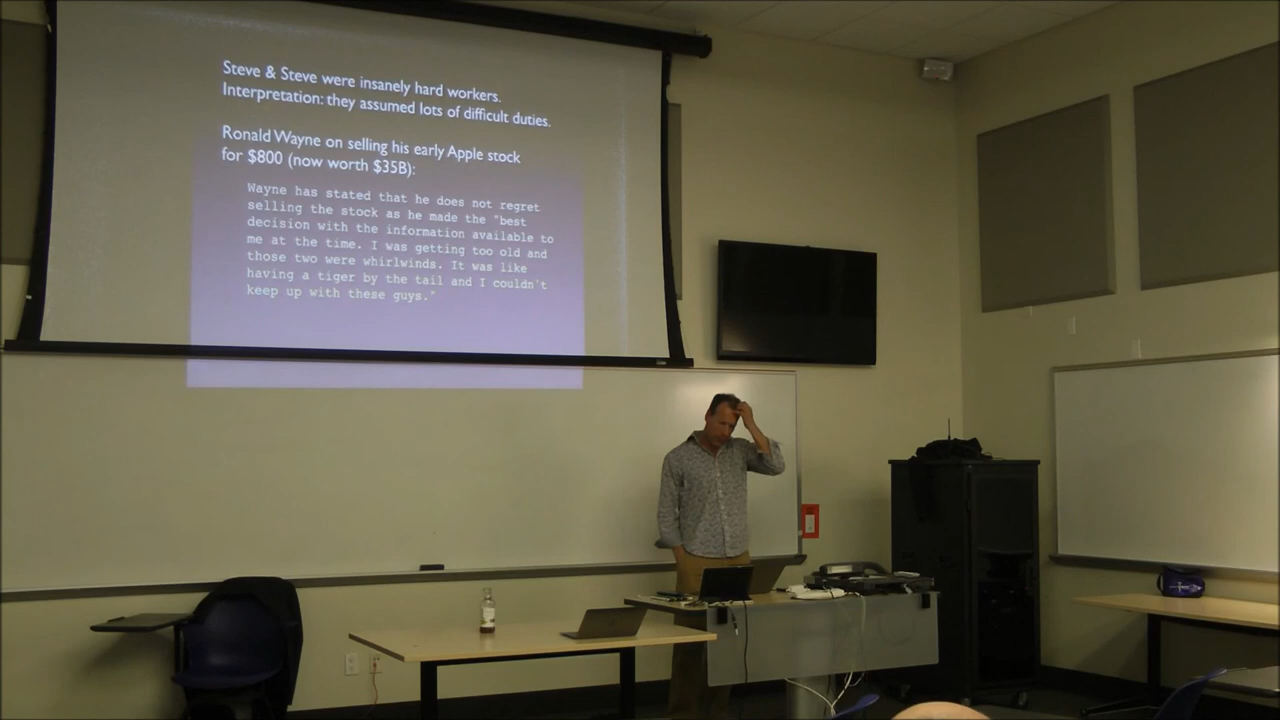 Steve & Steve were insanely hard workers.
Interpretation: they assumed lots of difficult duties.
Ronald Wayne on selling his early Apple stock
for $800 (now worth $35B):
Wayne has stated that he does not regret
selling the stock as he made the "best
decision with the information available to
me at the time. I was getting too old and
those two were whirlwinds. It was like
having a tiger by the tail and I couldn't
keep up with these guys."